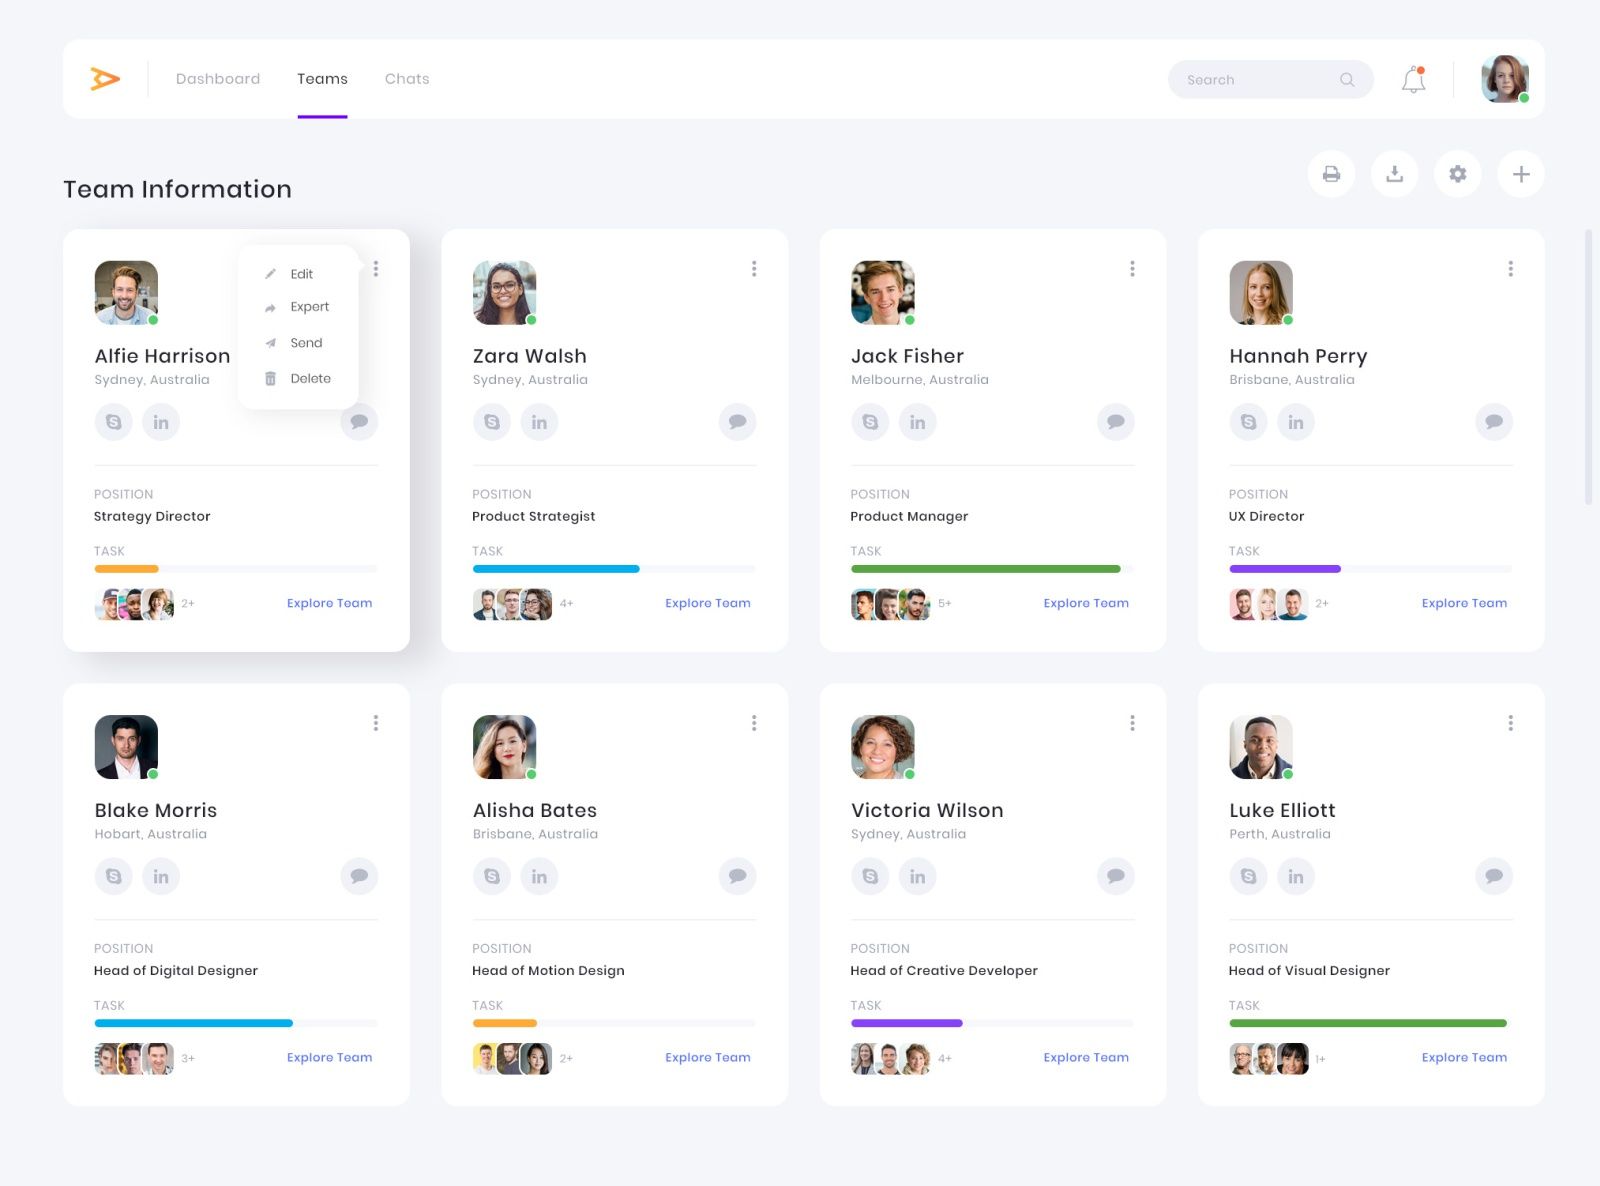 Dashboard
Teams
Chats
Search
Team Information
Edit
Expert
Send
Delete
Alfie Harrison
Sydney, Australia
in
POSITION
Strategy Director
TASK
2+
Explore Team
Zara Walsh
Sydney, Australia
in
POSITION
Product Strategist
TASK
4+
Explore Team
Jack Fisher
Melbourne, Australia
in
POSITION
Product Manager
TASK
5+
Explore Team
Hannah Perry
Brisbane, Australia
in
POSITION
UX Director
TASK
2+
Explore Team
Blake Morris
Hobart, Australia
in
POSITION
Head of Digital Designer
TASK
3+
Explore Team
Alisha Bates
Brisbane, Australia
in
POSITION
Head of Motion Design
TASK
2+
Explore Team
Victoria Wilson
Sydney, Australia
in
POSITION
Head of Creative Developer
TASK
4+
Explore Team
Luke Elliott
Perth, Australia
in
POSITION
Head of Visual Designer
TASK
1+
Explore Team